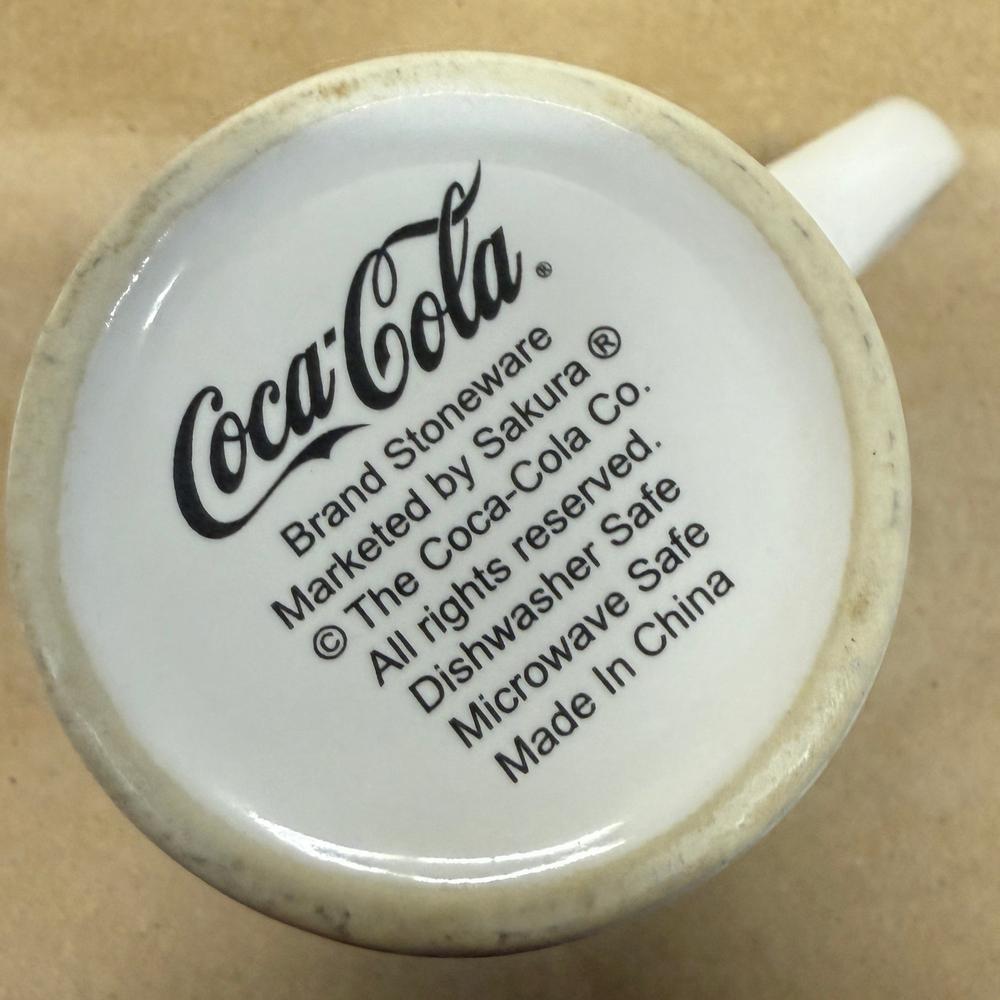 Coca-Cola ®
Brand Stoneware
Marketed by Sakura ®
© The Coca-Cola Co.
All rights reserved.
Dishwasher Safe
Microwave Safe
Made In China